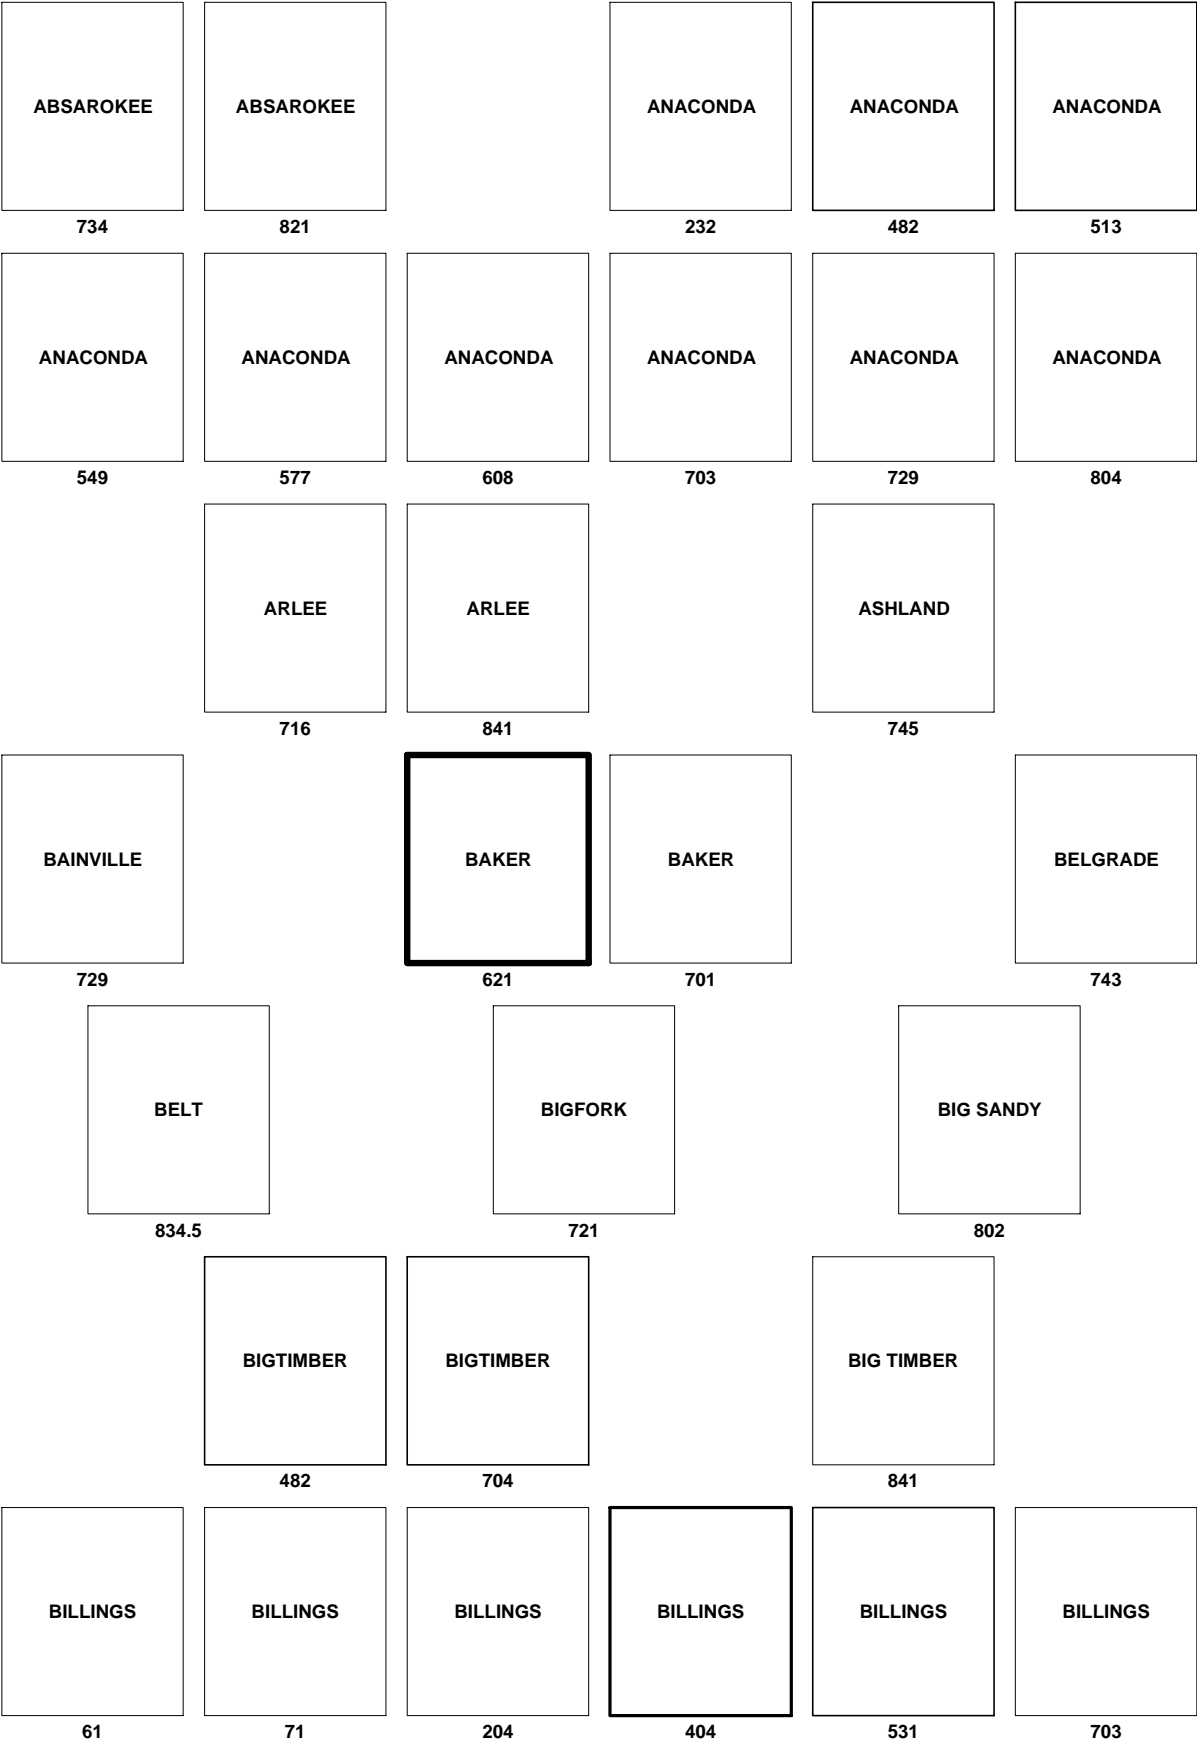 ABSAROKEE ABSAROKEE ANACONDA ANACONDA ANACONDA
734 821 232 482 513
ANACONDA ANACONDA ANACONDA ANACONDA ANACONDA ANACONDA
549 577 608 703 729 804
ARLEE ARLEE ASHLAND
716 841 745
BAINVILLE BAKER BAKER BELGRADE
729 621 701 743
BELT BIGFORK BIG SANDY
834.5 721 802
BIGTIMBER BIGTIMBER BIG TIMBER
482 704 841
BILLINGS BILLINGS BILLINGS BILLINGS BILLINGS BILLINGS
61 71 204 404 531 703